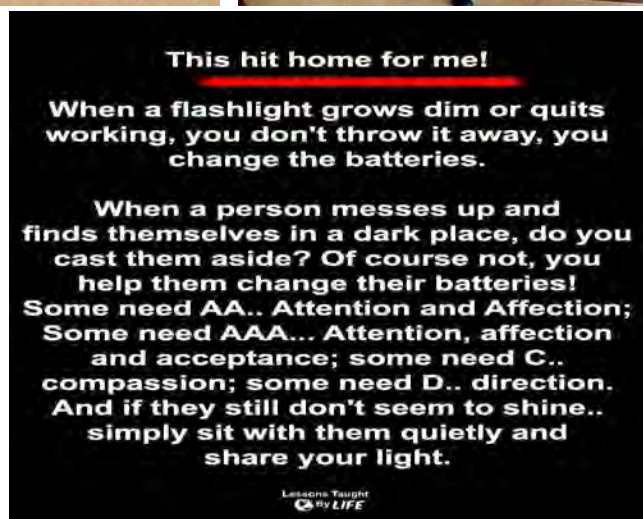 This hit home for me!
When a flashlight grows dim or quits
working, you don't throw it away, you
change the batteries.
When a person messes up and
finds themselves in a dark place, do you
cast them aside? Of course not, you
help them change their batteries!
Some need AA.. Attention and Affection;
Some need AAA... Attention, affection
and acceptance; some need C..
compassion; some need D.. direction.
And if they still don't seem to shine..
simply sit with them quietly and
share your light.
Lessons Taught
By LIFE